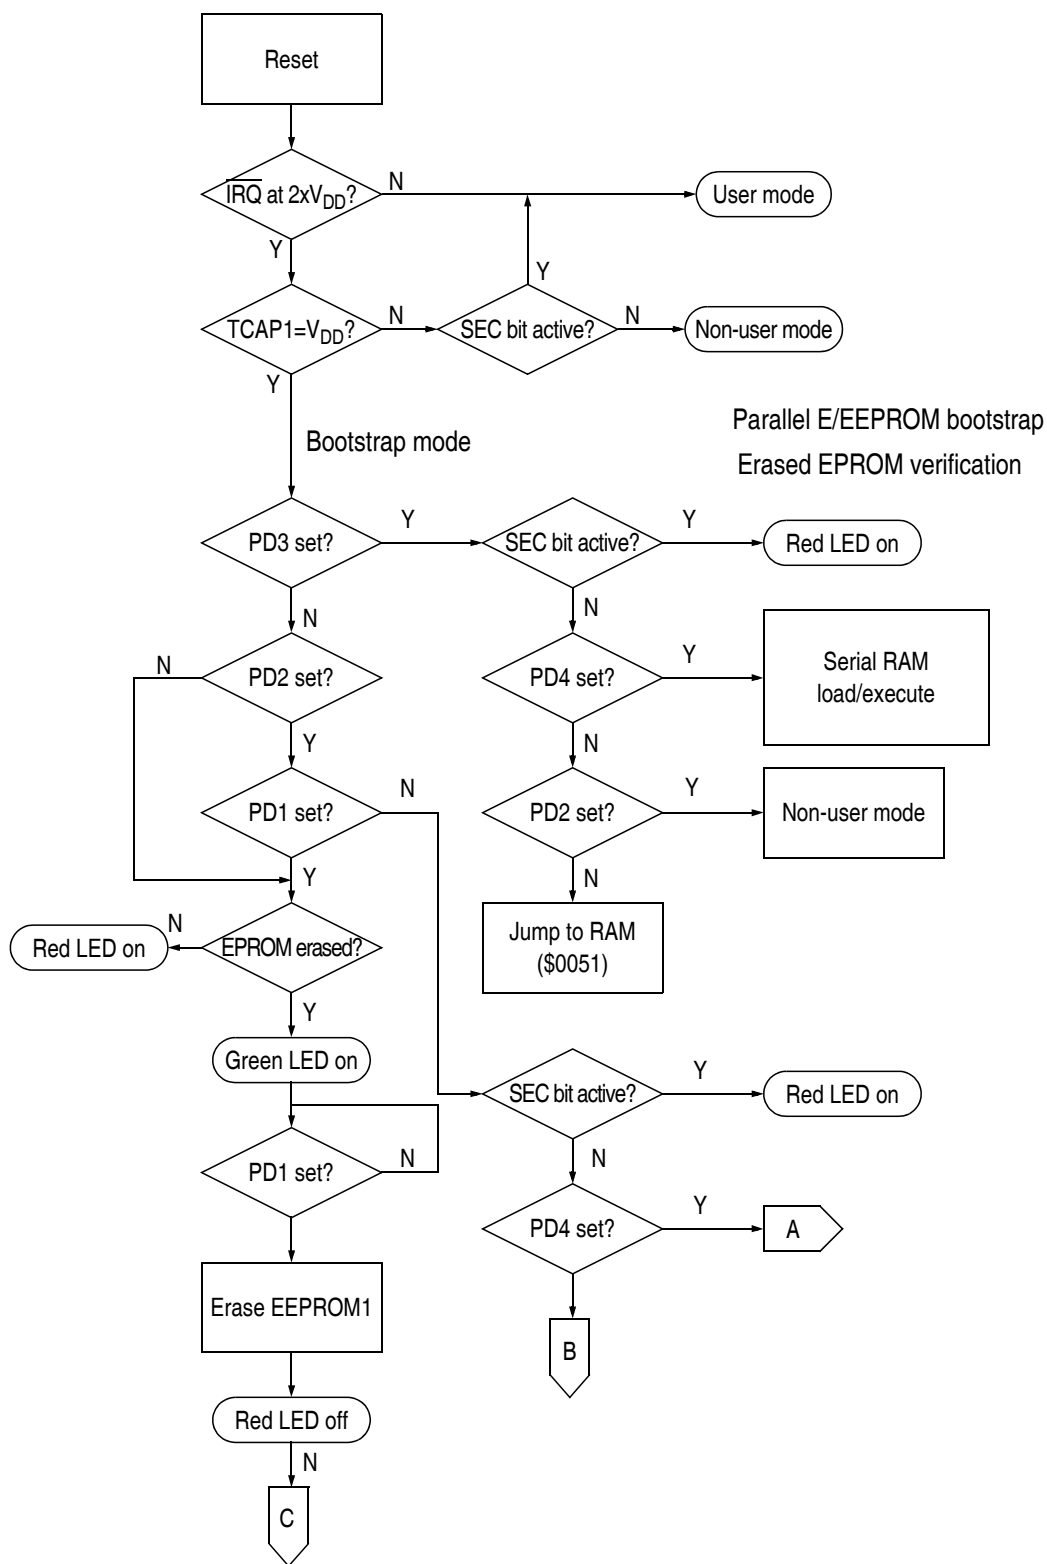 Reset
IRQ at 2xVDD?
N
User mode
Y
Y
TCAP1=VDD?
N
SEC bit active?
N
Non-user mode
Y
Parallel E/EEPROM bootstrap
Bootstrap mode
Erased EPROM verification
PD3 set?
Y
SEC bit active?
Y
Red LED on
N
N
N
PD2 set?
PD4 set?
Y
Serial RAM
load/execute
Y
N
PD1 set?
N
PD2 set?
Y
Non-user mode
Y
N
Red LED on
N
EPROM erased?
Jump to RAM
($0051)
Y
Green LED on
SEC bit active?
Y
Red LED on
PD1 set?
N
N
PD4 set?
Y
A
Erase EEPROM1
B
Red LED off
N
C